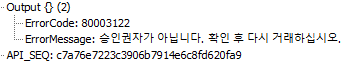 Output {} (2)
ErrorCode: 80003122
ErrorMessage: 승인권자가 아닙니다. 확인 후 다시 거래하십시오.
API_SEQ: c7a76e7223c3906b7914e6c8fd620fa9